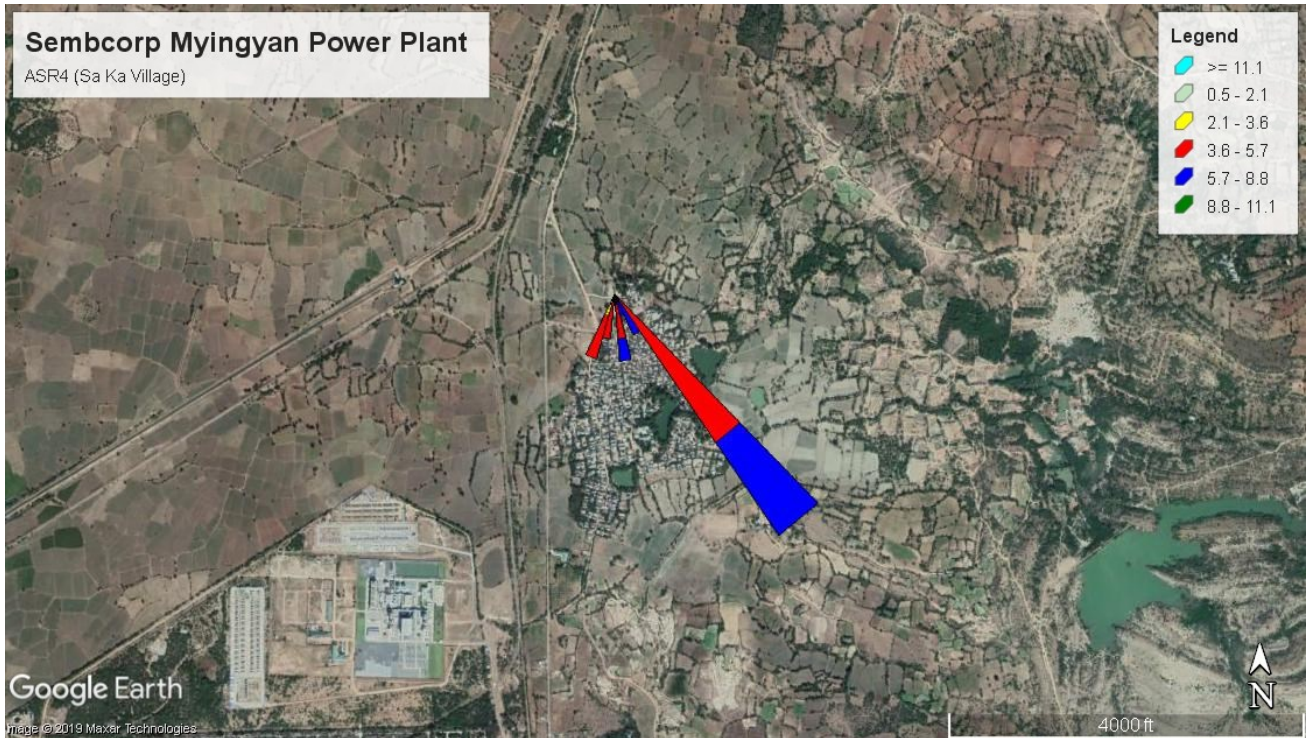 Sembcorp Myingyan Power Plant
ASR4 (Sa Ka Village)
Legend
>= 11.1
0.5 - 2.1
2.1 - 3.6
3.6 - 5.7
5.7 - 8.8
8.8 - 11.1
Google Earth
N
mage © 2019 Maxar Technologies
4000 ft